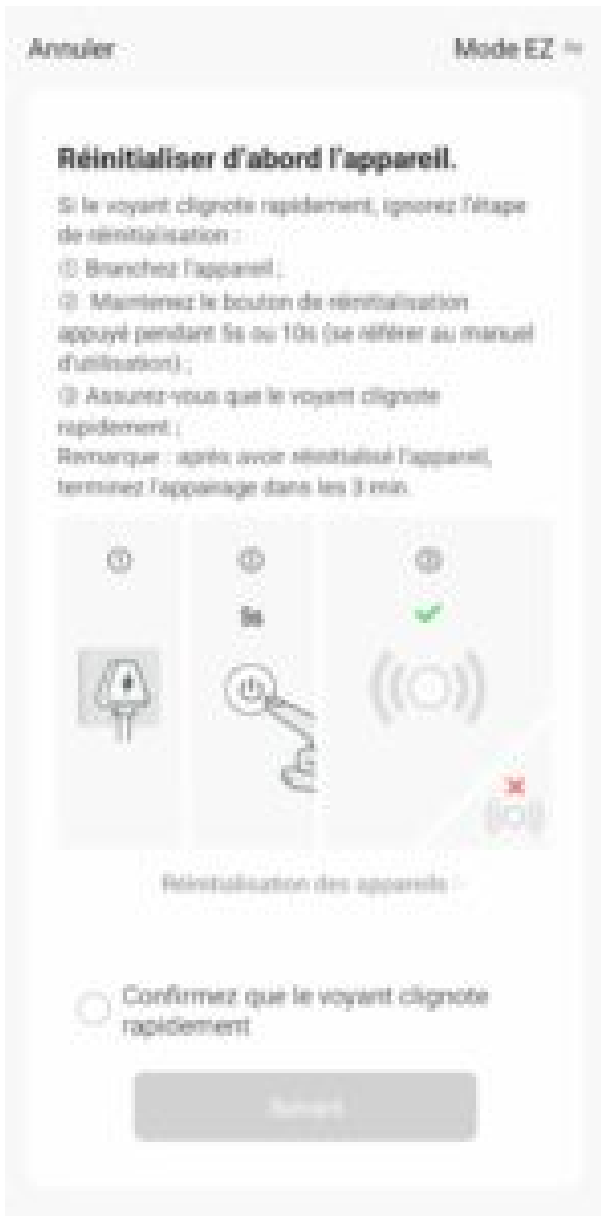 Annuler
Mode EZ
Réinitialiser d'abord l'appareil.
Si le voyant clignote rapidement, ignorez l'étape
de réinitialisation :
① Branchez l'appareil ;
② Maintenez le bouton de réinitialisation
appuyé pendant 5s ou 10s (se référer au manuel
d'utilisation) ;
③ Assurez-vous que le voyant clignote
rapidement ;
Remarque : après avoir réinitialisé l'appareil,
terminez l'appairage dans les 3 min.
① ② ③
5s
Réinitialisation des appareils
Confirmez que le voyant clignote
rapidement
Suivant